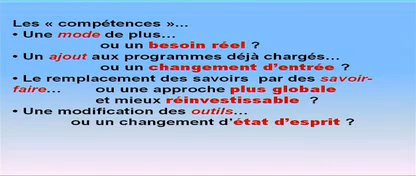 Les « compétences »...
• Une mode de plus...
ou un besoin réel ?
• Un ajout aux programmes déjà chargés...
ou un changement d'entrée ?
• Le remplacement des savoirs par des savoir-
faire... ou une approche plus globale
et mieux réinvestissable ?
• Une modification des outils...
ou un changement d'état d'esprit ?